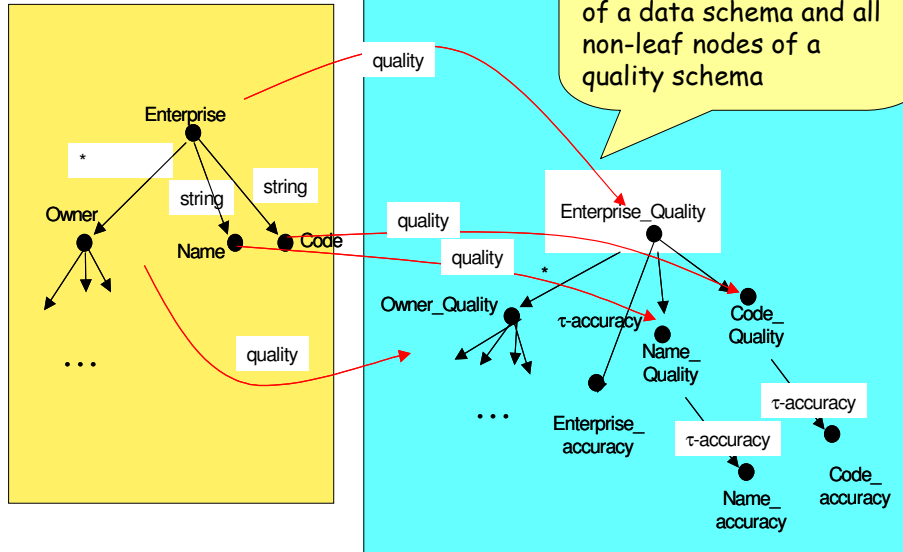 of a data schema and all
non-leaf nodes of a
quality schema
quality
Enterprise
*
string
string
Owner
Name
Code
quality
quality
quality
Enterprise_Quality
*
Owner_Quality
τ-accuracy
Name_
Quality
Code_
Quality
...
...
Enterprise_
accuracy
τ-accuracy
τ-accuracy
Name_
accuracy
Code_
accuracy